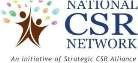 NATIONAL
CSR
NETWORK
An Initiative of Strategic CSR Alliance